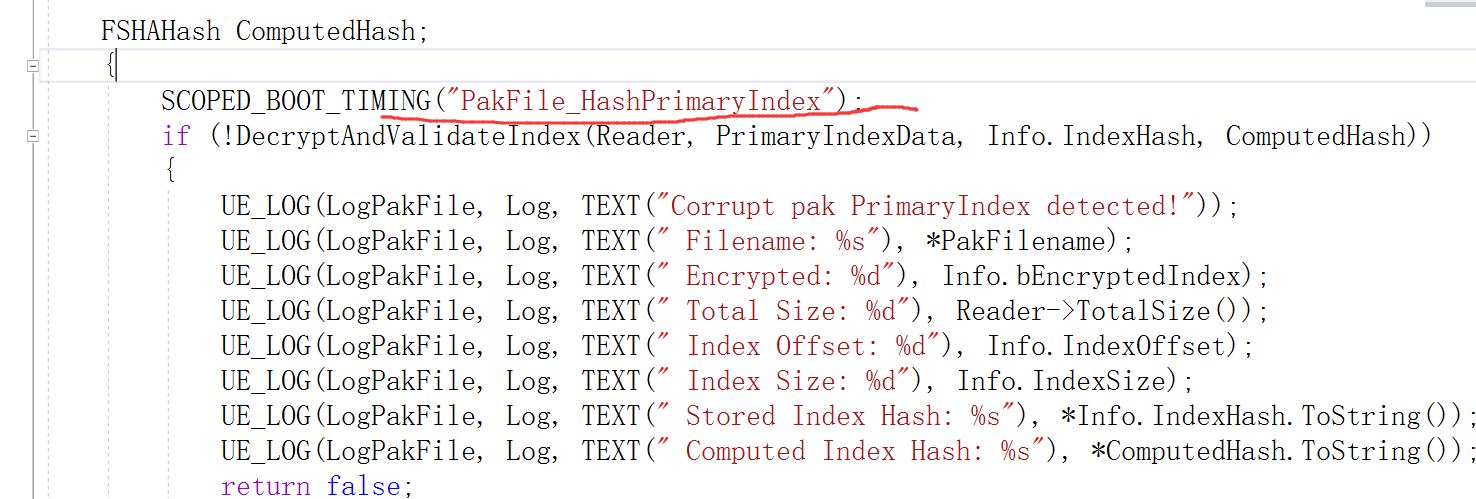 FSHAHash ComputedHash;
{
SCOPED_BOOT_TIMING("PakFile_HashPrimaryIndex");
if (!DecryptAndValidateIndex(Reader, PrimaryIndexData, Info.IndexHash, ComputedHash))
{
UE_LOG(LogPakFile, Log, TEXT("Corrupt pak PrimaryIndex detected!"));
UE_LOG(LogPakFile, Log, TEXT(" Filename: %s"), *PakFilename);
UE_LOG(LogPakFile, Log, TEXT(" Encrypted: %d"), Info.bEncryptedIndex);
UE_LOG(LogPakFile, Log, TEXT(" Total Size: %d"), Reader->TotalSize());
UE_LOG(LogPakFile, Log, TEXT(" Index Offset: %d"), Info.IndexOffset);
UE_LOG(LogPakFile, Log, TEXT(" Index Size: %d"), Info.IndexSize);
UE_LOG(LogPakFile, Log, TEXT(" Stored Index Hash: %s"), *Info.IndexHash.ToString());
UE_LOG(LogPakFile, Log, TEXT(" Computed Index Hash: %s"), *ComputedHash.ToString());
return false;